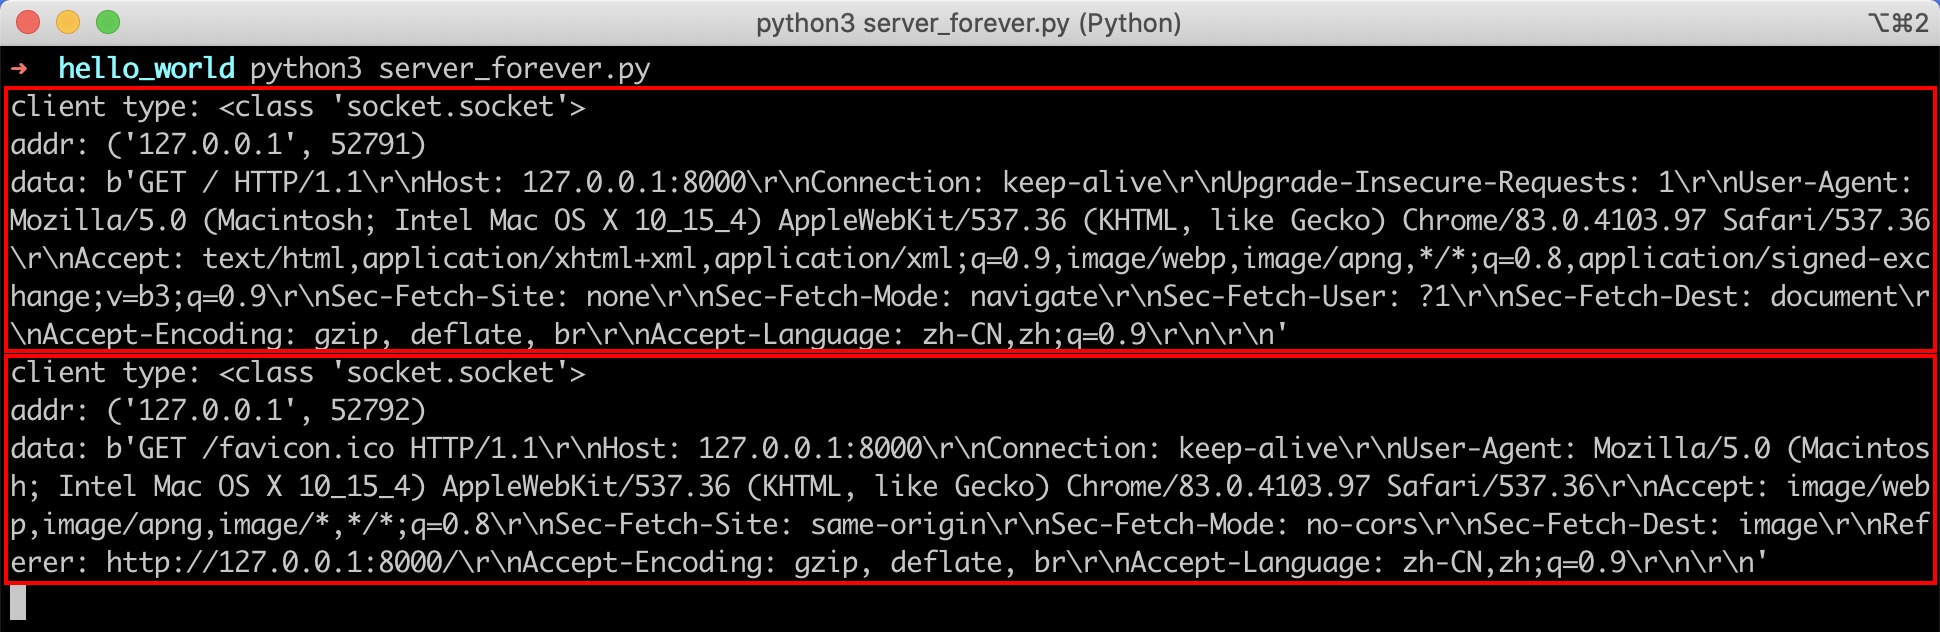 python3 server_forever.py (Python)
⌥⌘2
➜  hello_world python3 server_forever.py
client type: <class 'socket.socket'>
addr: ('127.0.0.1', 52791)
data: b'GET / HTTP/1.1\r\nHost: 127.0.0.1:8000\r\nConnection: keep-alive\r\nUpgrade-Insecure-Requests: 1\r\nUser-Agent:
Mozilla/5.0 (Macintosh; Intel Mac OS X 10_15_4) AppleWebKit/537.36 (KHTML, like Gecko) Chrome/83.0.4103.97 Safari/537.36
\r\nAccept: text/html,application/xhtml+xml,application/xml;q=0.9,image/webp,image/apng,*/*;q=0.8,application/signed-exc
hange;v=b3;q=0.9\r\nSec-Fetch-Site: none\r\nSec-Fetch-Mode: navigate\r\nSec-Fetch-User: ?1\r\nSec-Fetch-Dest: document\r
\nAccept-Encoding: gzip, deflate, br\r\nAccept-Language: zh-CN,zh;q=0.9\r\n\r\n'
client type: <class 'socket.socket'>
addr: ('127.0.0.1', 52792)
data: b'GET /favicon.ico HTTP/1.1\r\nHost: 127.0.0.1:8000\r\nConnection: keep-alive\r\nUser-Agent: Mozilla/5.0 (Macintos
h; Intel Mac OS X 10_15_4) AppleWebKit/537.36 (KHTML, like Gecko) Chrome/83.0.4103.97 Safari/537.36\r\nAccept: image/web
p,image/apng,image/*,*/*;q=0.8\r\nSec-Fetch-Site: same-origin\r\nSec-Fetch-Mode: no-cors\r\nSec-Fetch-Dest: image\r\nRef
erer: http://127.0.0.1:8000/\r\nAccept-Encoding: gzip, deflate, br\r\nAccept-Language: zh-CN,zh;q=0.9\r\n\r\n'